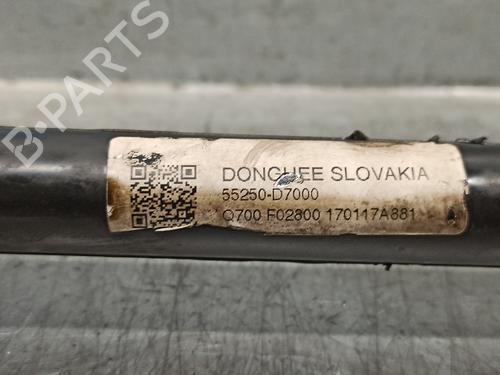 B-PARTS
DONGHEE SLOVAKIA
55250-D7000
Q700 F02800 170117A881